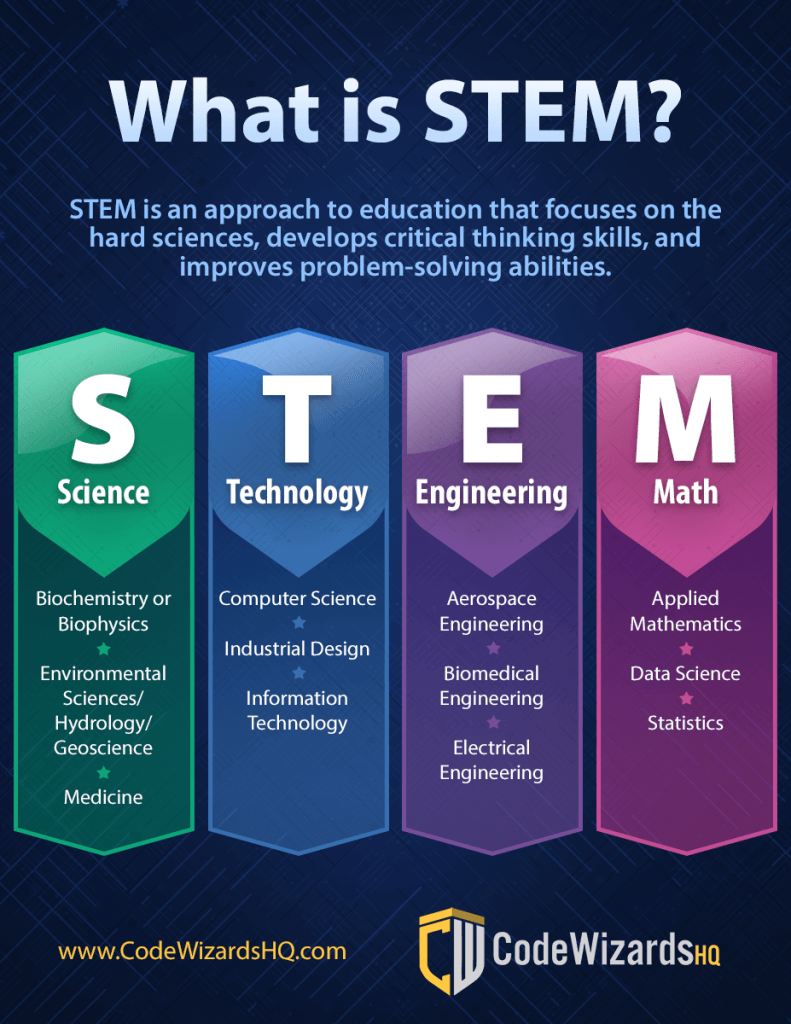 What is STEM?
STEM is an approach to education that focuses on the
hard sciences, develops critical thinking skills, and
improves problem-solving abilities.
S
Science
Biochemistry or
Biophysics
Environmental
Sciences/
Hydrology/
Geoscience
Medicine
T
Technology
Computer Science
Industrial Design
Information
Technology
E
Engineering
Aerospace
Engineering
Biomedical
Engineering
Electrical
Engineering
M
Math
Applied
Mathematics
Data Science
Statistics
www.CodeWizardsHQ.com
CW CodeWizardsHQ